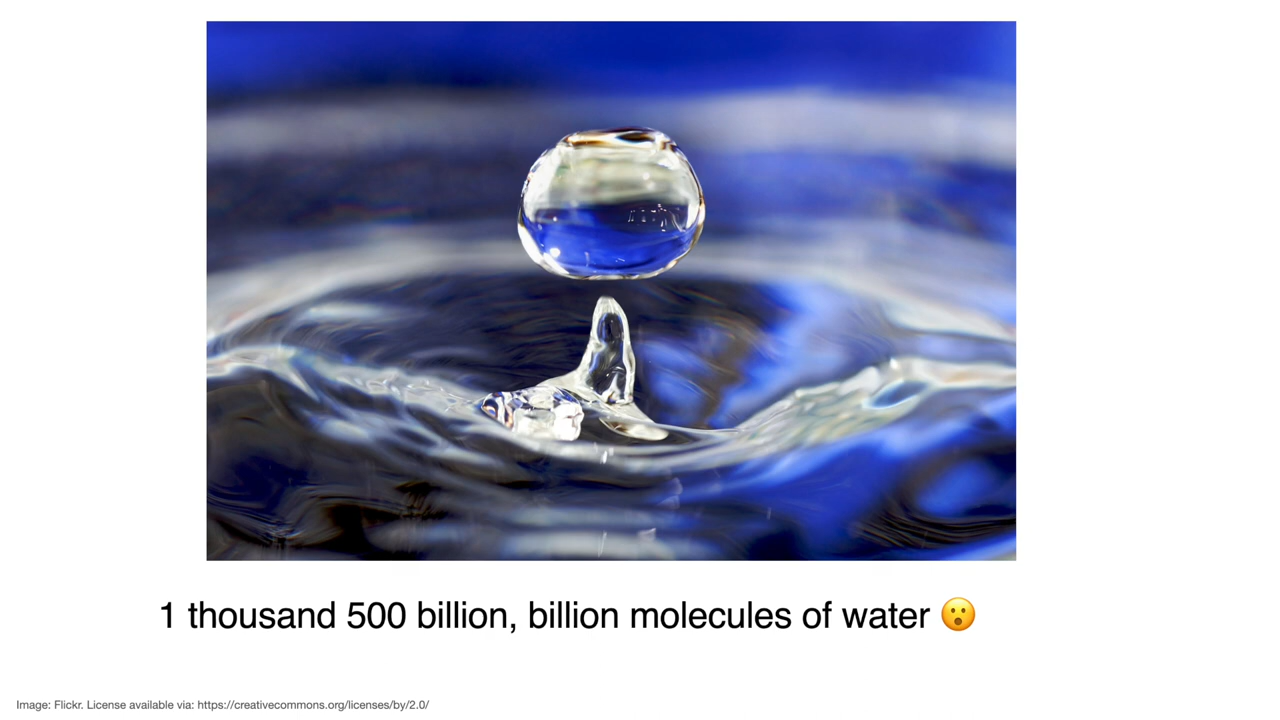 1 thousand 500 billion, billion molecules of water 😮
Image: Flickr. License available via: https://creativecommons.org/licenses/by/2.0/